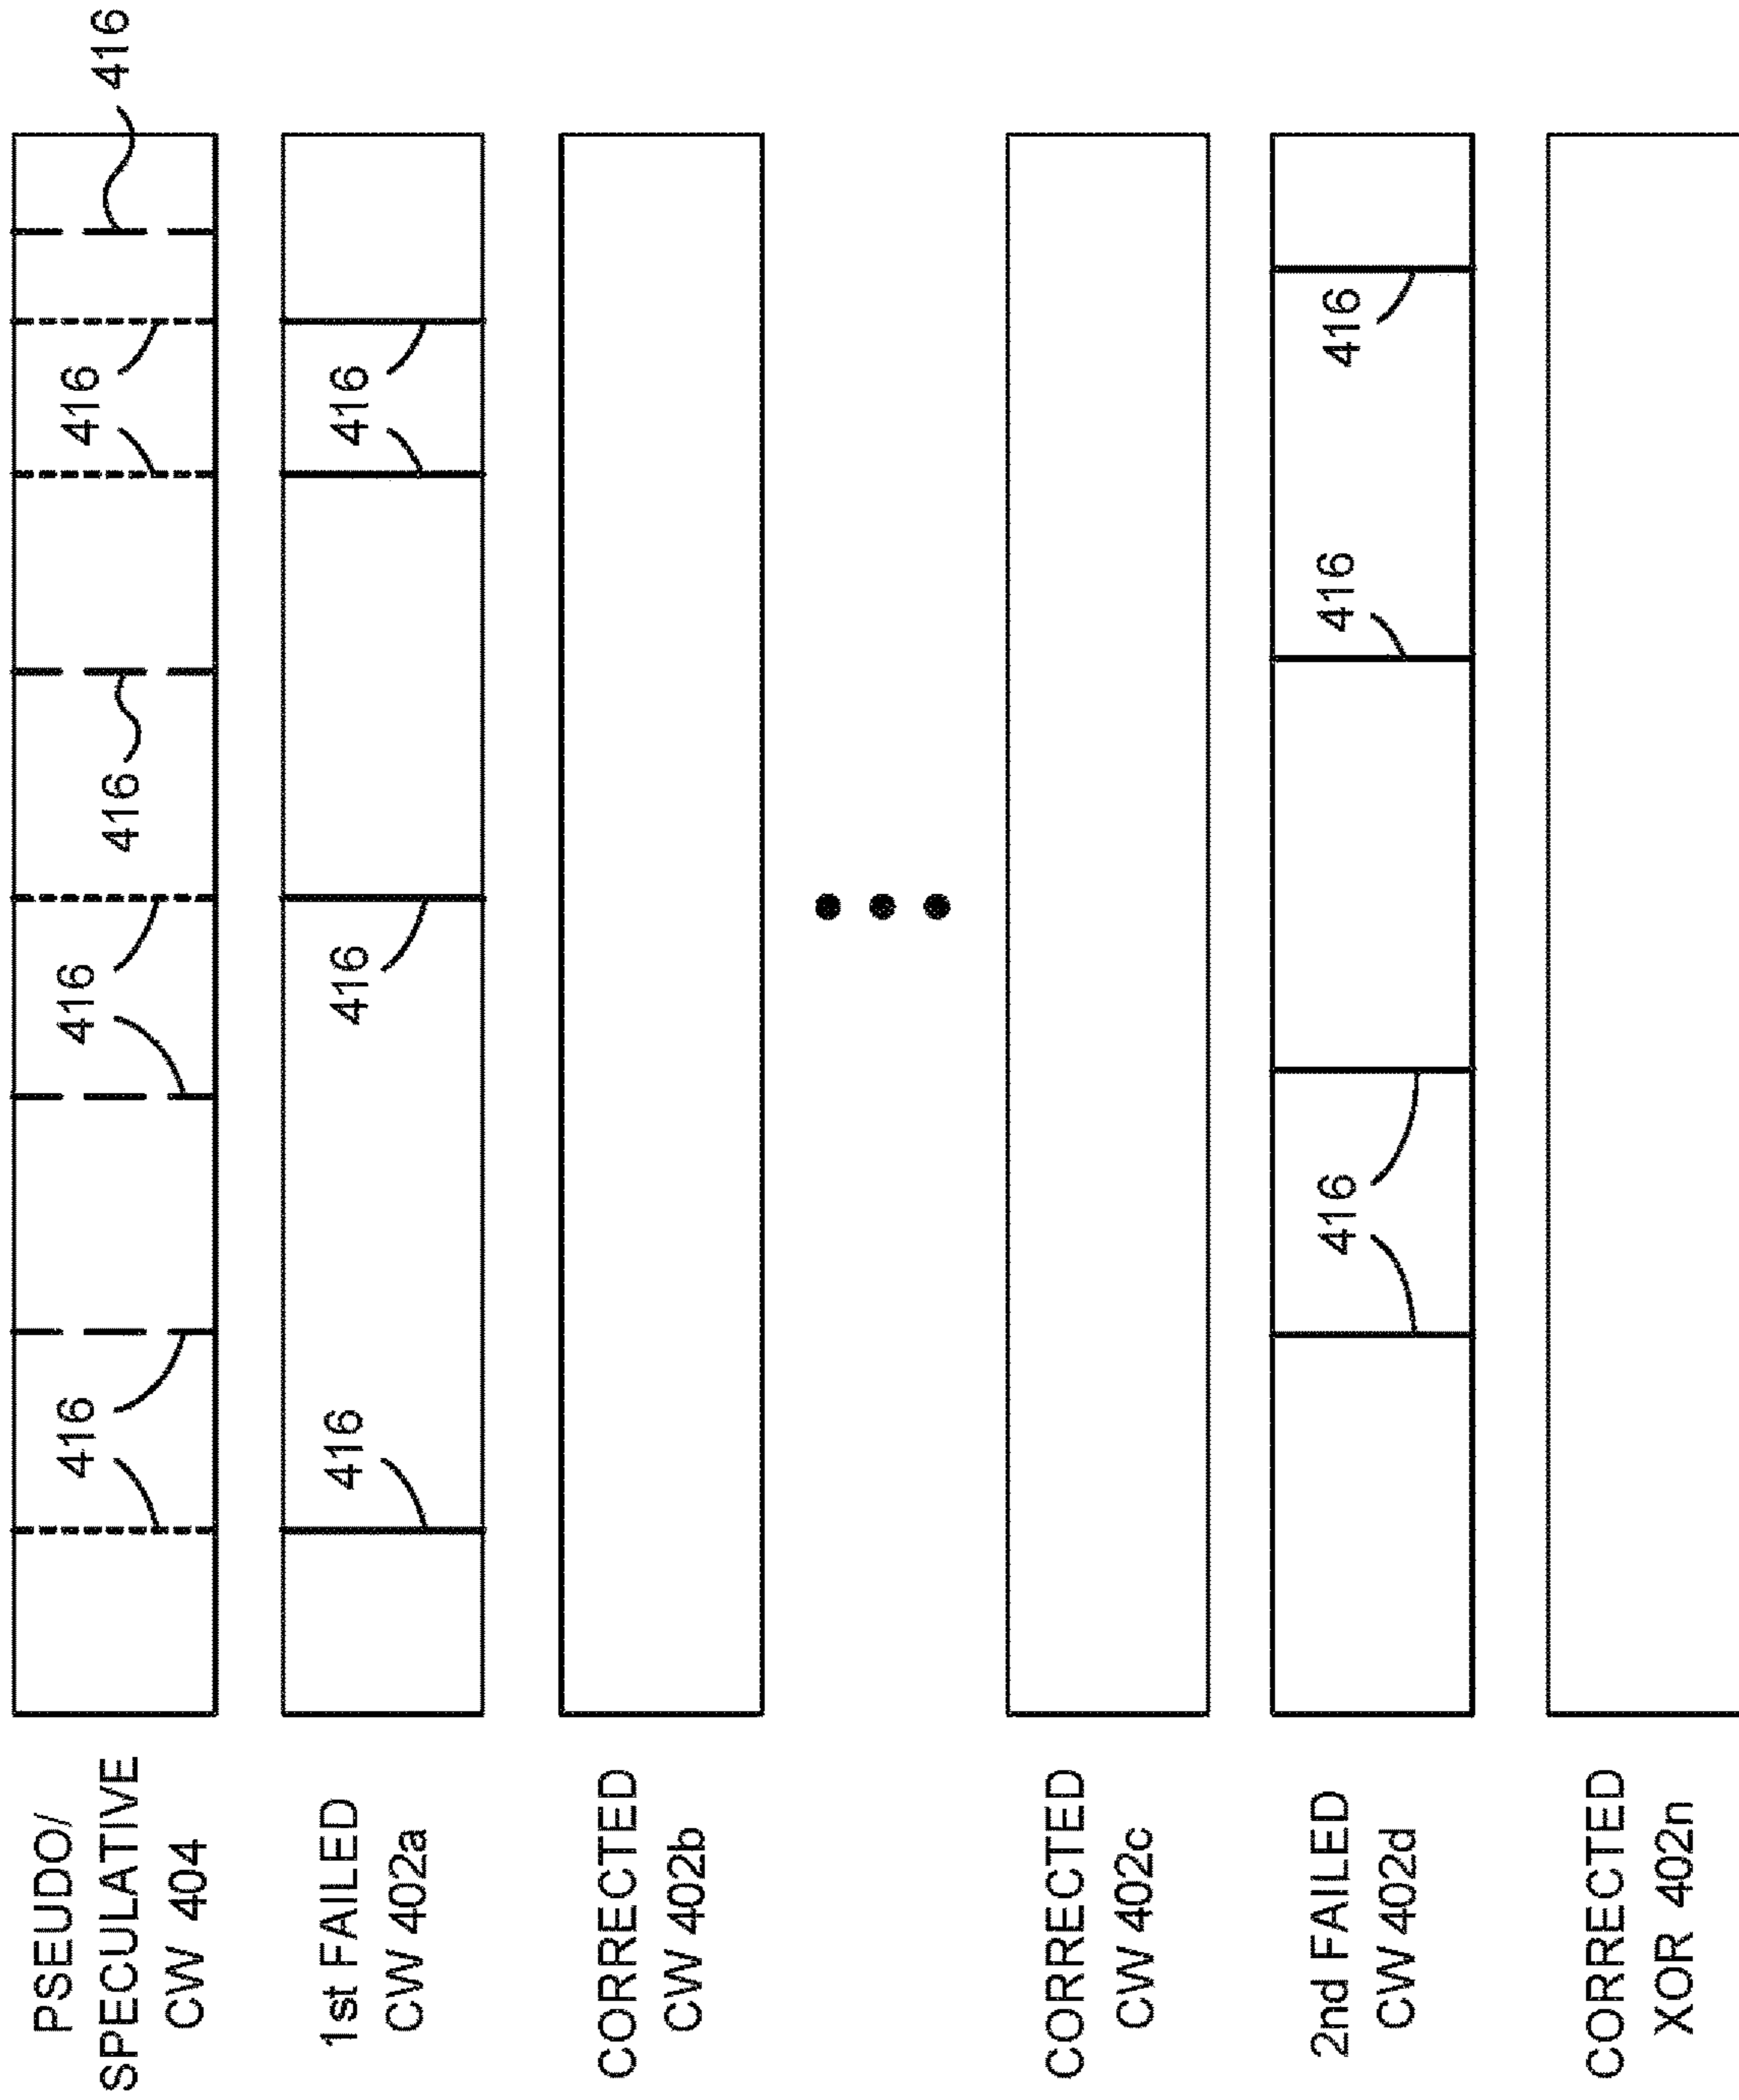 PSEUDO/
SPECULATIVE
CW 404
416
416
416
416
416
1st FAILED
CW 402a
416
416
416
CORRECTED
CW 402b
CORRECTED
CW 402c
2nd FAILED
CW 402d
416
416
416
CORRECTED
XOR 402n